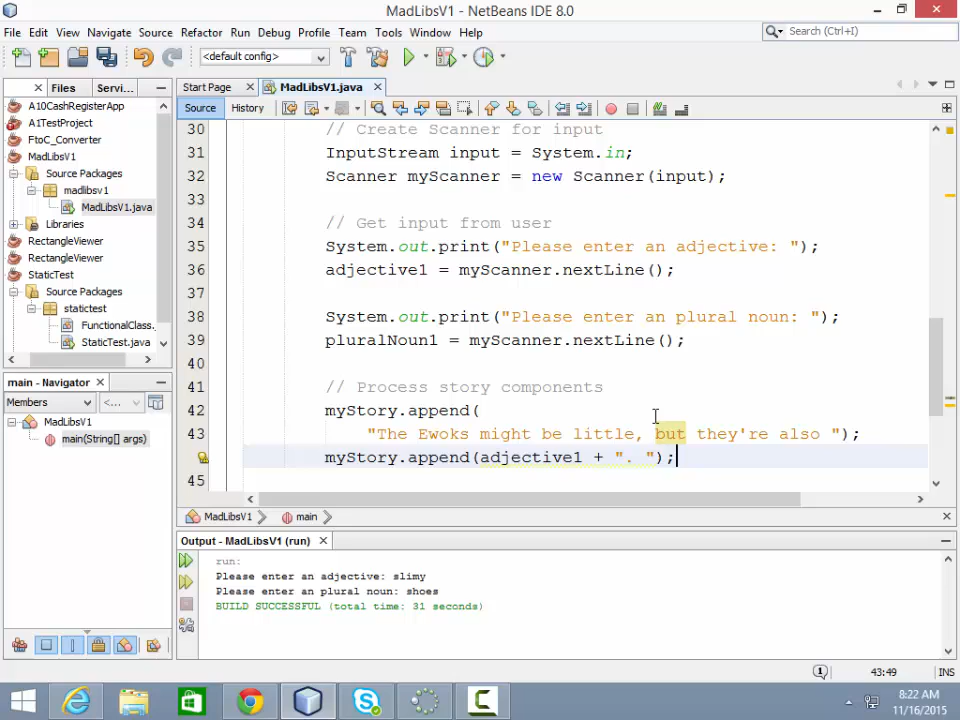 MadLibsV1 - NetBeans IDE 8.0
File Edit View Navigate Source Refactor Run Debug Profile Team Tools Window Help
Search (Ctrl+I)
<default config>
Files Servi...
Start Page MadLibsV1.java
Source History
A10CashRegisterApp
A1TestProject
FtoC_Converter
MadLibsV1
Source Packages
madlibsv1
MadLibsV1.java
Libraries
RectangleViewer
RectangleViewer
StaticTest
Source Packages
statictest
FunctionalClass.
StaticTest.java
30 // Create Scanner for input
31 InputStream input = System.in;
32 Scanner myScanner = new Scanner(input);
33
34 // Get input from user
35 System.out.print("Please enter an adjective: ");
36 adjective1 = myScanner.nextLine();
37
38 System.out.print("Please enter an plural noun: ");
39 pluralNoun1 = myScanner.nextLine();
40
41 // Process story components
42 myStory.append(
43 "The Ewoks might be little, but they're also ");
myStory.append(adjective1 + ". ");
45
main - Navigator
Members <...
MadLibsV1
main(String[] args)
MadLibsV1 main
Output - MadLibsV1 (run)
run:
Please enter an adjective: slimy
Please enter an plural noun: shoes
BUILD SUCCESSFUL (total time: 31 seconds)
1 43:49 INS
8:22 AM
11/16/2015